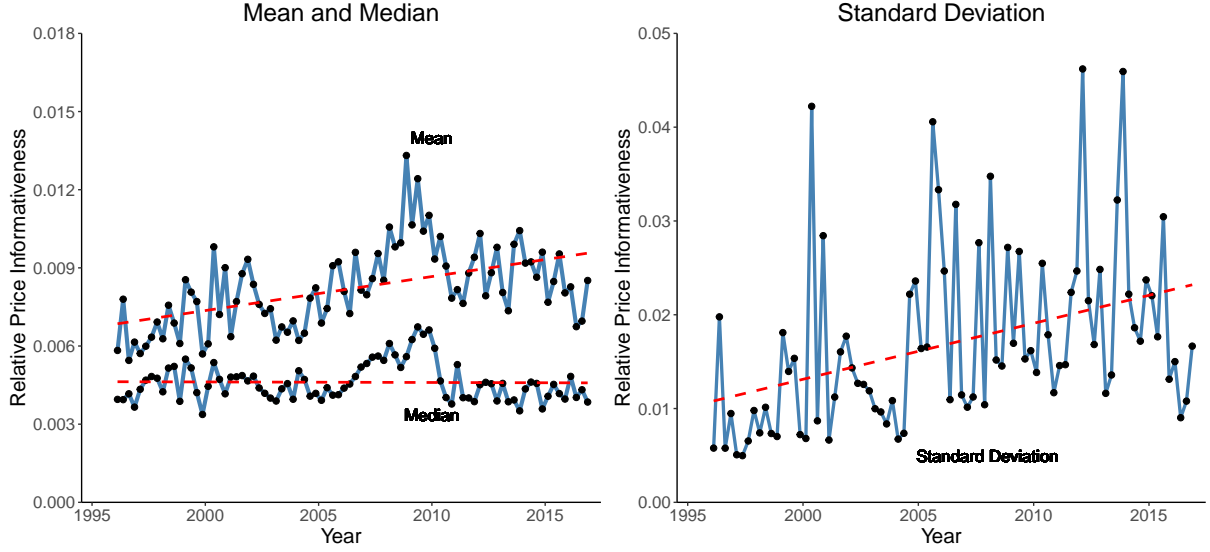 Mean and Median
Relative Price Informativeness
0.018
0.015
0.012
0.009
0.006
0.003
0.000
Mean
Median
1995
2000
2005
2010
2015
Year
Standard Deviation
Relative Price Informativeness
0.05
0.04
0.03
0.02
0.01
0.00
Standard Deviation
1995
2000
2005
2010
2015
Year